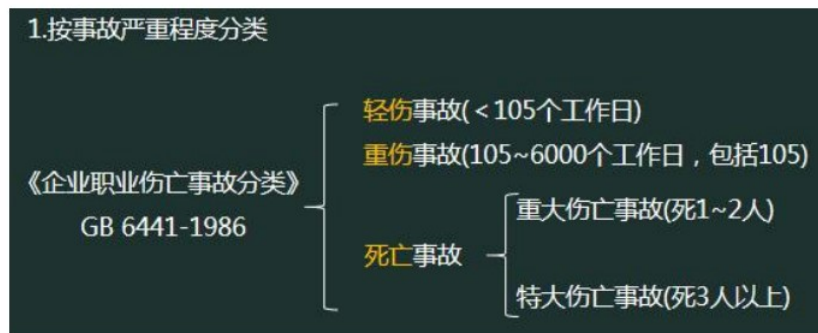 1.按事故严重程度分类
轻伤事故(<105个工作日)
重伤事故(105~6000个工作日，包括105)
《企业职业伤亡事故分类》
GB 6441-1986
重大伤亡事故(死1~2人)
死亡事故
特大伤亡事故(死3人以上)